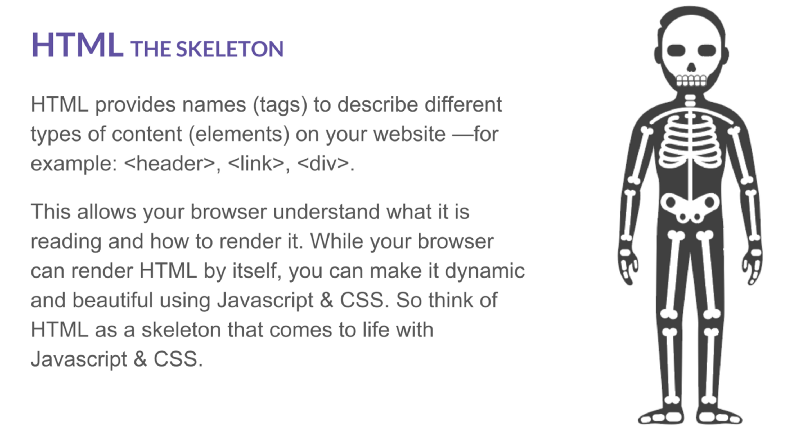 HTML THE SKELETON
HTML provides names (tags) to describe different
types of content (elements) on your website —for
example: <header>, <link>, <div>.
This allows your browser understand what it is
reading and how to render it. While your browser
can render HTML by itself, you can make it dynamic
and beautiful using Javascript & CSS. So think of
HTML as a skeleton that comes to life with
Javascript & CSS.